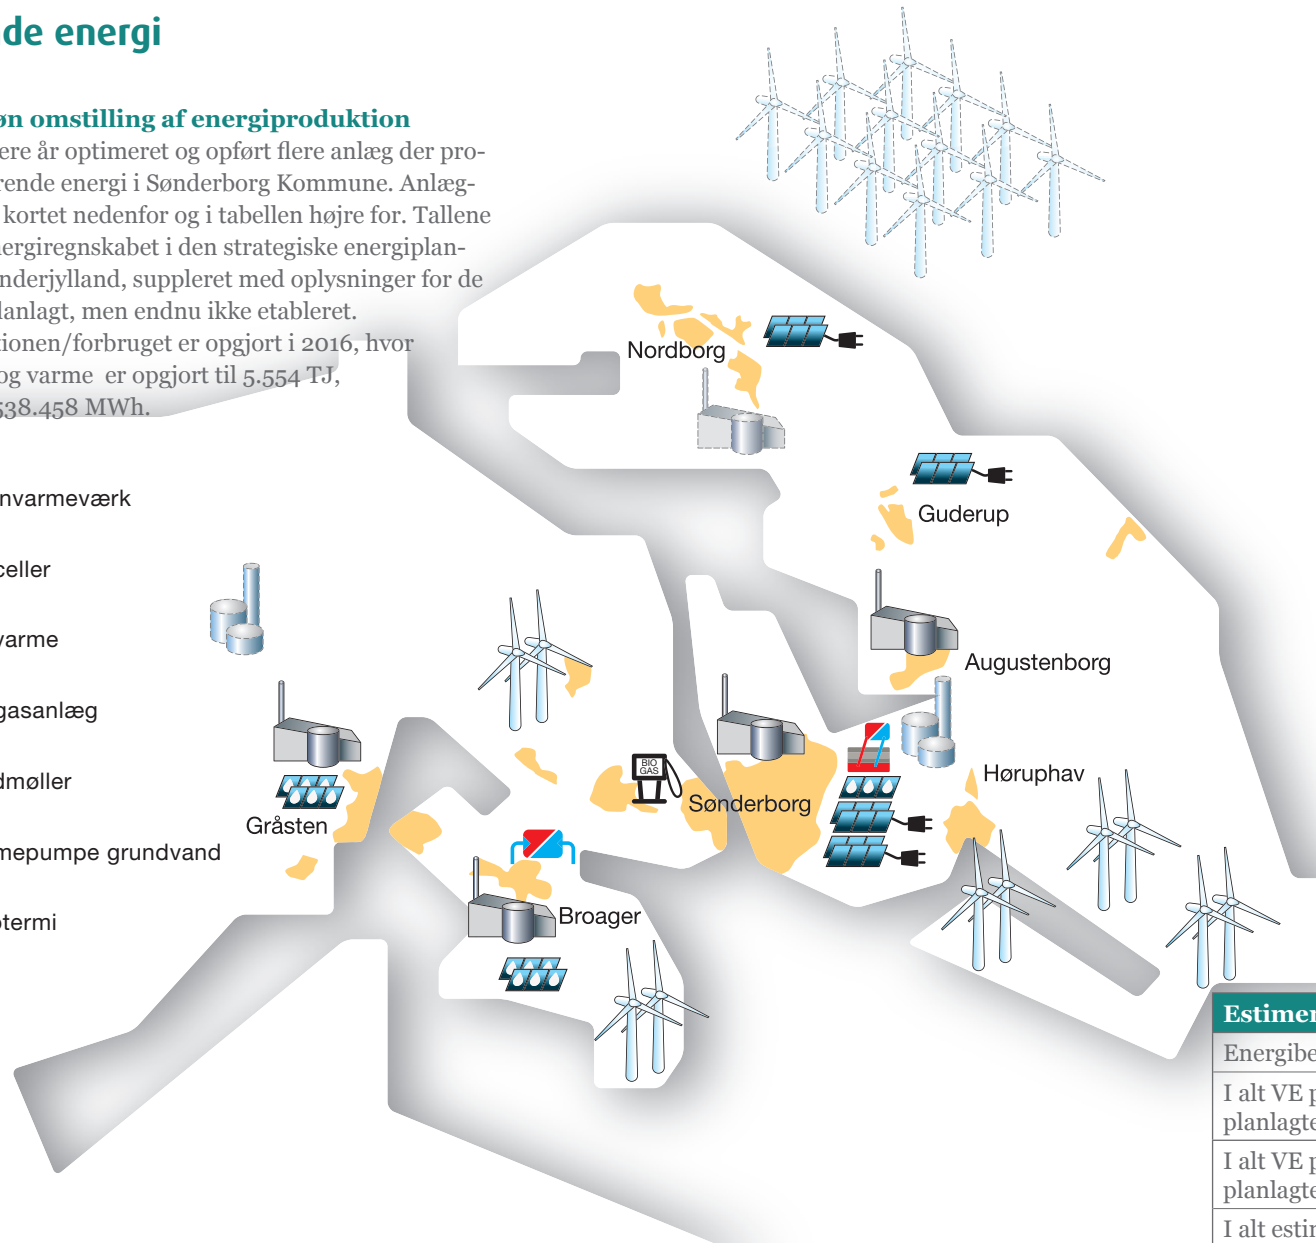 de energi
øn omstilling af energiproduktion
ere år optimeret og opført flere anlæg der pro-
rende energi i Sønderborg Kommune. Anlæg-
kortet nedenfor og i tabellen højre for. Tallene
nergiregnskabet i den strategiske energiplan-
nderjylland, suppleret med oplysninger for de
lanlagt, men endnu ikke etableret.
tionen/forbruget er opgjort i 2016, hvor
og varme er opgjort til 5.554 TJ,
538.458 MWh.
nvarmeværk
celler
varme
gasanlæg
dmøller
mepumpe grundvand
otermi
Nordborg
Guderup
Augustenborg
Høruphav
BIO
GAS
Sønderborg
Gråsten
Broager
Estimer
Energibe
I alt VE p
planlagte
I alt VE p
planlagte
I alt estin